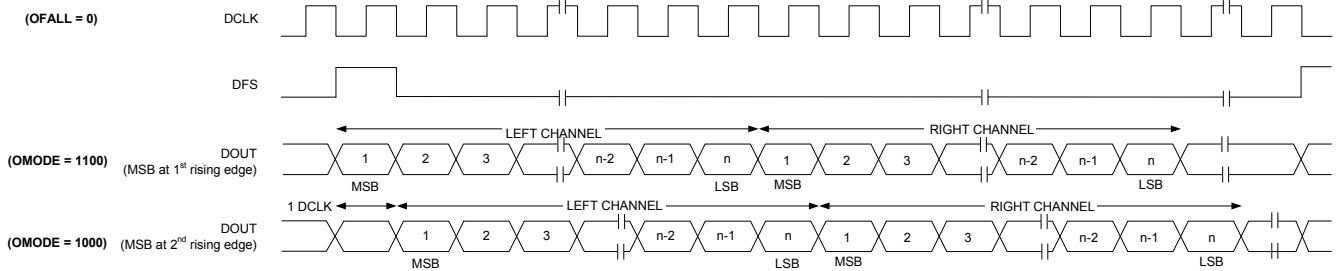 (OFALL = 0)
DCLK
DFS
LEFT CHANNEL
RIGHT CHANNEL
(OMODE = 1100)
DOUT
(MSB at 1st rising edge)
1 2 3 n-2 n-1 n 1 2 3 n-2 n-1 n
MSB LSB MSB LSB
1 DCLK
LEFT CHANNEL
RIGHT CHANNEL
(OMODE = 1000)
DOUT
(MSB at 2nd rising edge)
1 2 3 n-2 n-1 n 1 2 3 n-2 n-1 n
MSB LSB MSB LSB